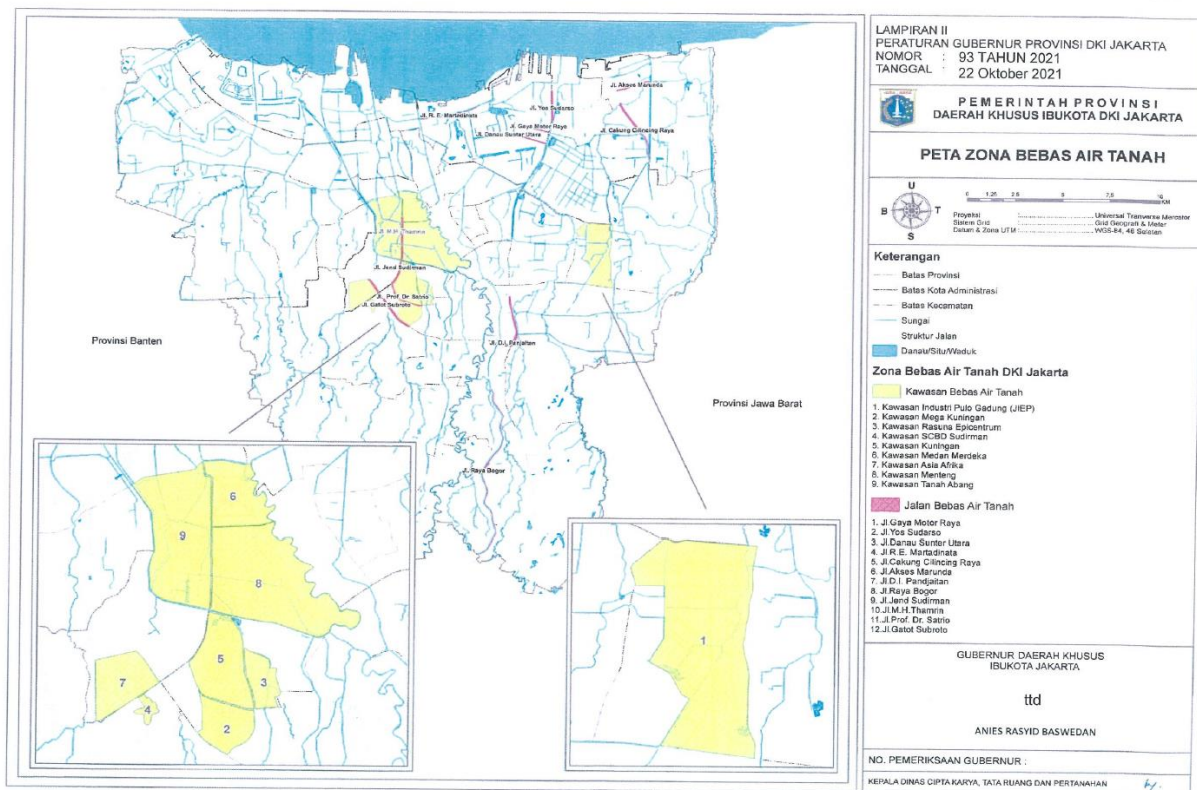 LAMPIRAN II
PERATURAN GUBERNUR PROVINSI DKI JAKARTA
NOMOR : 93 TAHUN 2021
TANGGAL : 22 Oktober 2021
PEMERINTAH PROVINSI
DAERAH KHUSUS IBUKOTA DKI JAKARTA
PETA ZONA BEBAS AIR TANAH
U
B
T
S
0 1.25 2.5 5 7.5 10
KM
Proyeksi : Universal Tranverse Mercator
Sistem Grid : Grid Geografi & Meter
Datum & Zona UTM : WGS-84, 48 Selatan
Keterangan
Batas Provinsi
Batas Kota Administrasi
Batas Kecamatan
Sungai
Struktur Jalan
Danau/Situ/Waduk
Zona Bebas Air Tanah DKI Jakarta
Kawasan Bebas Air Tanah
1. Kawasan Industri Pulo Gadung (JIEP)
2. Kawasan Mega Kuningan
3. Kawasan Rasuna Epicentrum
4. Kawasan SCBD Sudirman
5. Kawasan Kuningan
6. Kawasan Medan Merdeka
7. Kawasan Asia Afrika
8. Kawasan Menteng
9. Kawasan Tanah Abang
Jalan Bebas Air Tanah
1. Jl.Gaya Motor Raya
2. Jl.Yos Sudarso
3. Jl.Danau Sunter Utara
4. Jl.R.E. Martadinata
5. Jl.Cakung Cilincing Raya
6. Jl.Akses Marunda
7. Jl.D.I. Pandjaitan
8. Jl.Raya Bogor
9. Jl.Jend Sudirman
10.Jl.M.H.Thamrin
11.Jl.Prof. Dr. Satrio
12.Jl.Gatot Subroto
GUBERNUR DAERAH KHUSUS
IBUKOTA JAKARTA
ttd
ANIES RASYID BASWEDAN
NO. PEMERIKSAAN GUBERNUR :
KEPALA DINAS CIPTA KARYA, TATA RUANG DAN PERTANAHAN
Jl. Akses Marunda
Jl. Yos Sudarso
Jl. R. E. Martadinata
Jl. Gaya Motor Raya
Jl. Danau Sunter Utara
Jl. Cakung Cilincing Raya
Jl. M.H. Thamrin
Jl. Jend Sudirman
Jl. Prof. Dr. Satrio
Jl. Gatot Subroto
Jl. D.I. Panjaitan
Jl. Raya Bogor
Provinsi Banten
Provinsi Jawa Barat
6
9
8
5
7
3
4
2
1